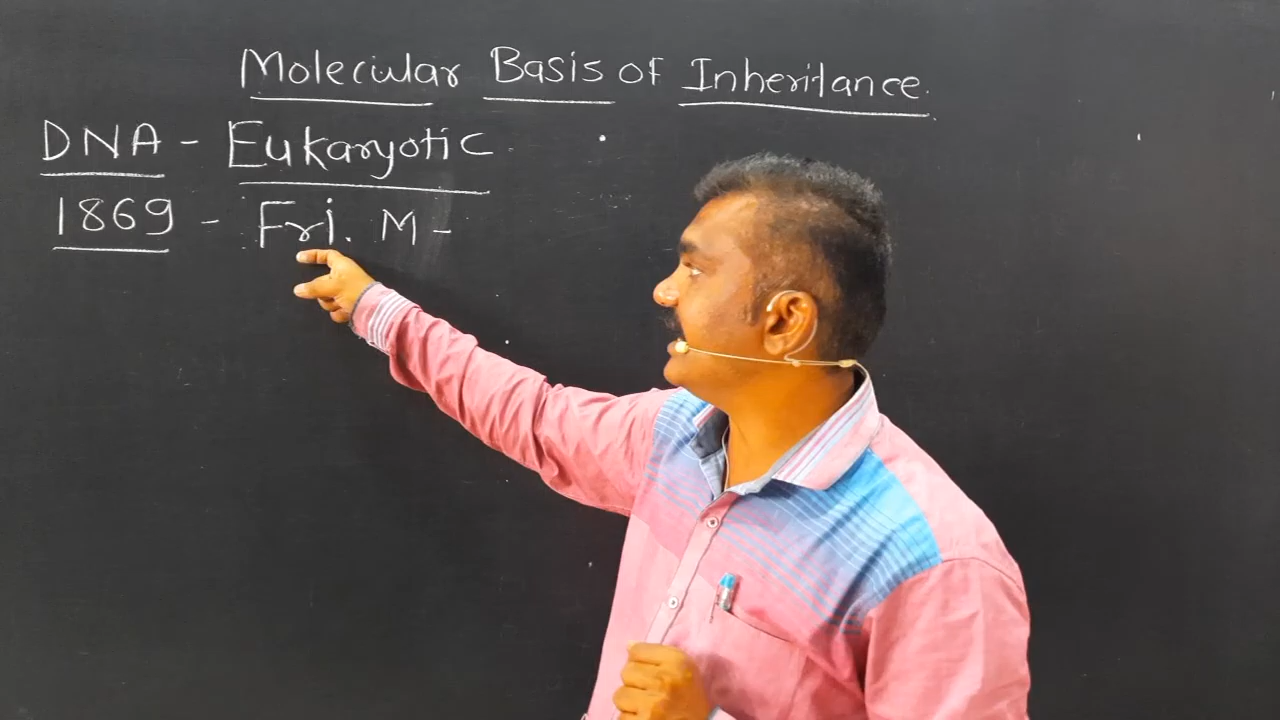 Molecular Basis of Inheritance.
DNA - Eukaryotic
1869 - Fri. M -